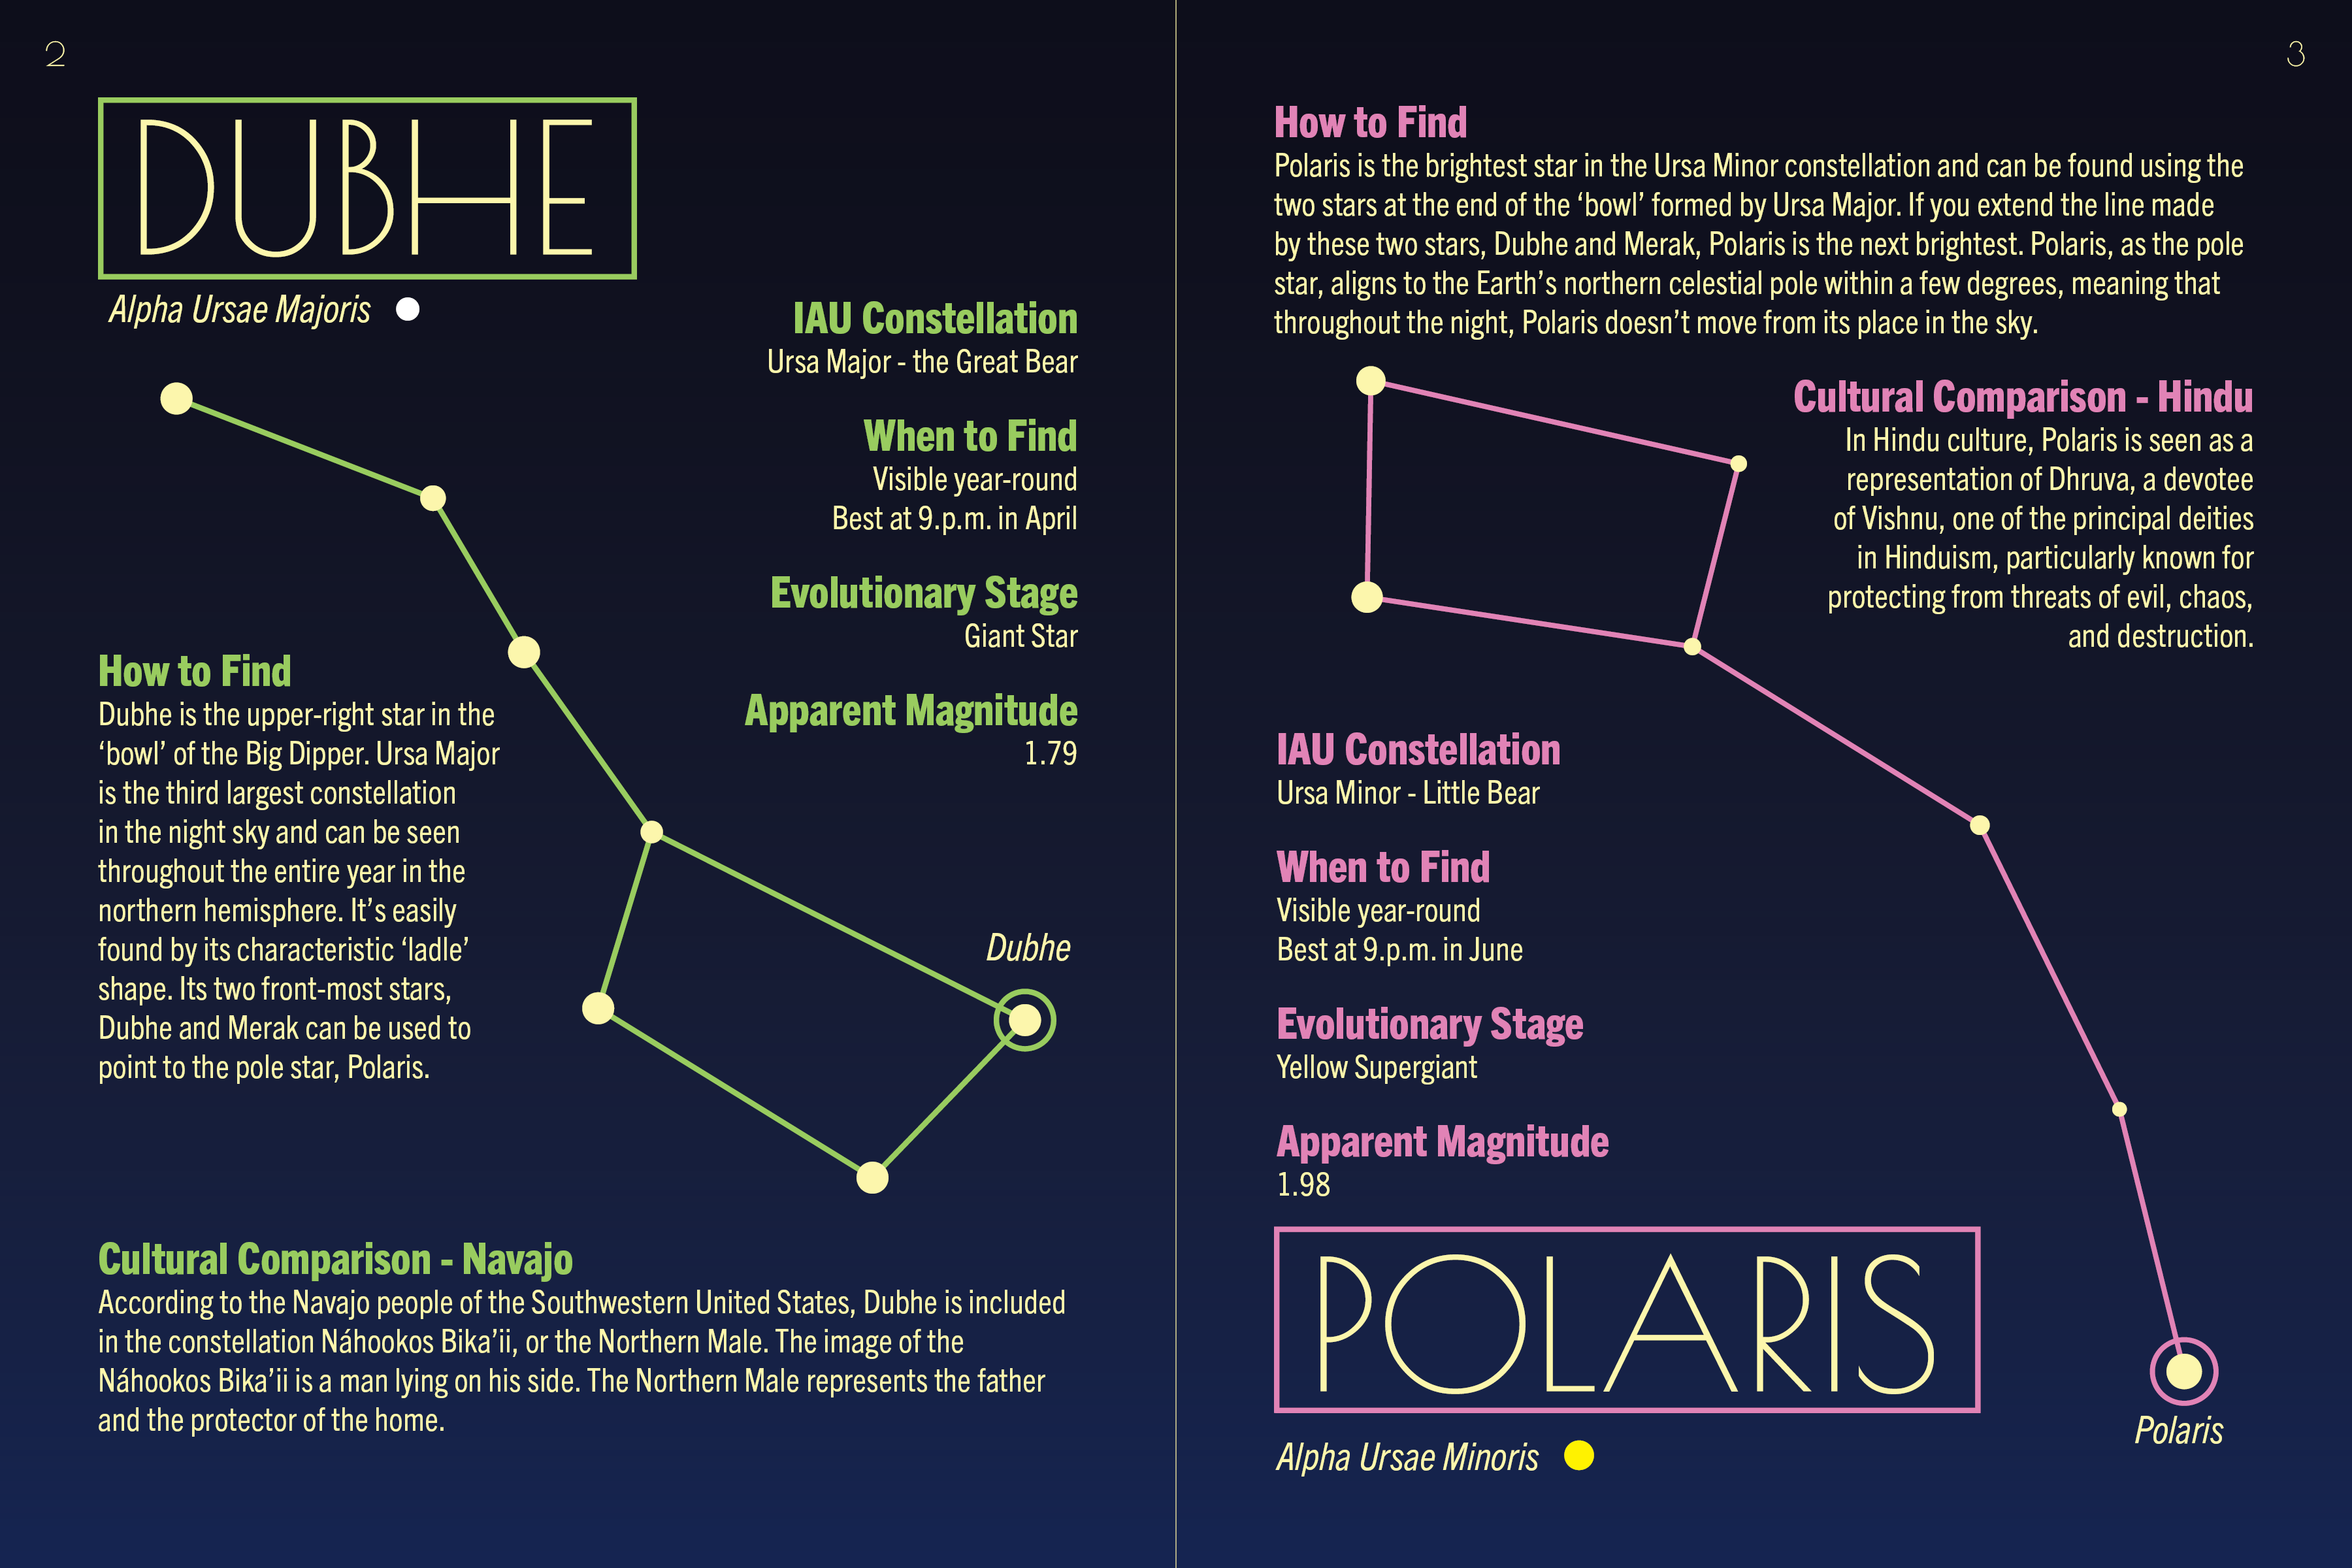 2
DUBHE
Alpha Ursae Majoris
IAU Constellation
Ursa Major - the Great Bear
When to Find
Visible year-round
Best at 9.p.m. in April
Evolutionary Stage
Giant Star
Apparent Magnitude
1.79
How to Find
Dubhe is the upper-right star in the
‘bowl’ of the Big Dipper. Ursa Major
is the third largest constellation
in the night sky and can be seen
throughout the entire year in the
northern hemisphere. It’s easily
found by its characteristic ‘ladle’
shape. Its two front-most stars,
Dubhe and Merak can be used to
point to the pole star, Polaris.
Dubhe
Cultural Comparison - Navajo
According to the Navajo people of the Southwestern United States, Dubhe is included
in the constellation Náhookos Bika’ii, or the Northern Male. The image of the
Náhookos Bika’ii is a man lying on his side. The Northern Male represents the father
and the protector of the home.
3
How to Find
Polaris is the brightest star in the Ursa Minor constellation and can be found using the
two stars at the end of the ‘bowl’ formed by Ursa Major. If you extend the line made
by these two stars, Dubhe and Merak, Polaris is the next brightest. Polaris, as the pole
star, aligns to the Earth’s northern celestial pole within a few degrees, meaning that
throughout the night, Polaris doesn’t move from its place in the sky.
Cultural Comparison - Hindu
In Hindu culture, Polaris is seen as a
representation of Dhruva, a devotee
of Vishnu, one of the principal deities
in Hinduism, particularly known for
protecting from threats of evil, chaos,
and destruction.
IAU Constellation
Ursa Minor - Little Bear
When to Find
Visible year-round
Best at 9.p.m. in June
Evolutionary Stage
Yellow Supergiant
Apparent Magnitude
1.98
POLARIS
Alpha Ursae Minoris
Polaris